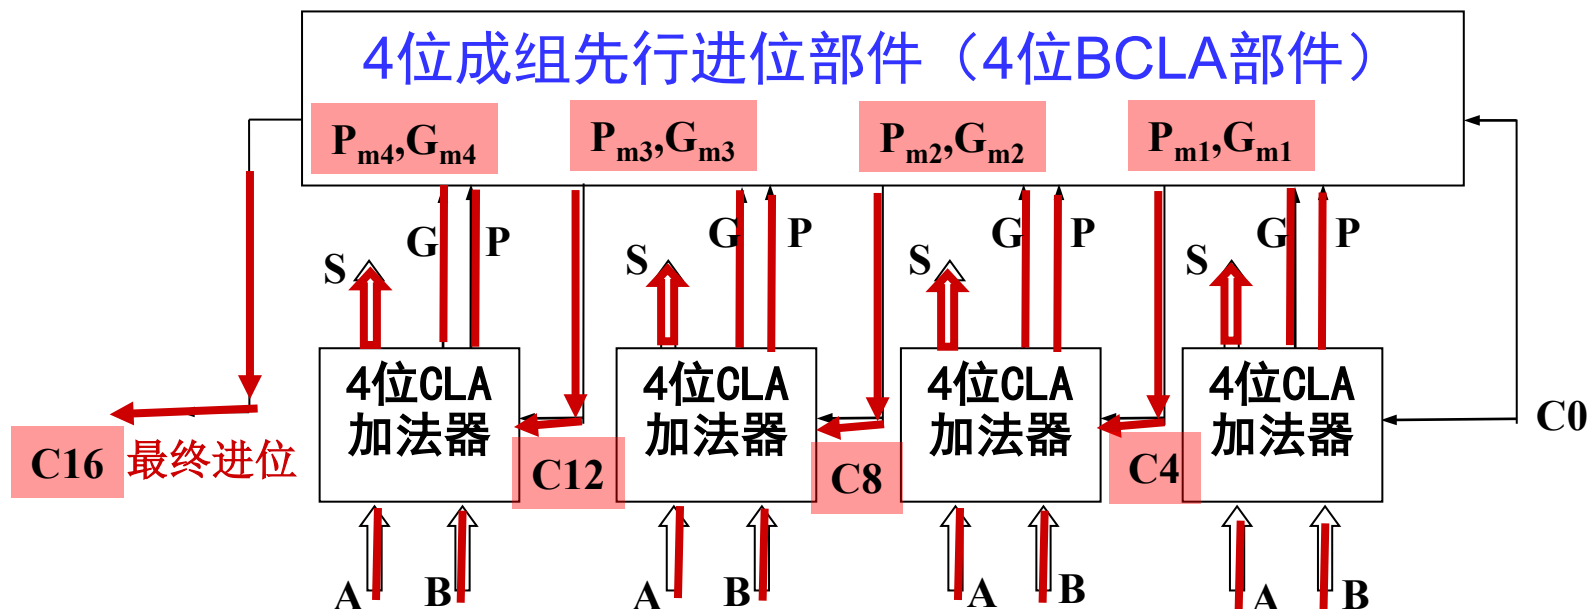 4位成组先行进位部件（4位BCLA部件）
Pm4,Gm4
Pm3,Gm3
Pm2,Gm2
Pm1,Gm1
S
G
P
S
G
P
S
G
P
S
G
P
4位CLA
加法器
4位CLA
加法器
4位CLA
加法器
4位CLA
加法器
C0
C16
最终进位
C12
C8
C4
A
B
A
B
A
B
A
B